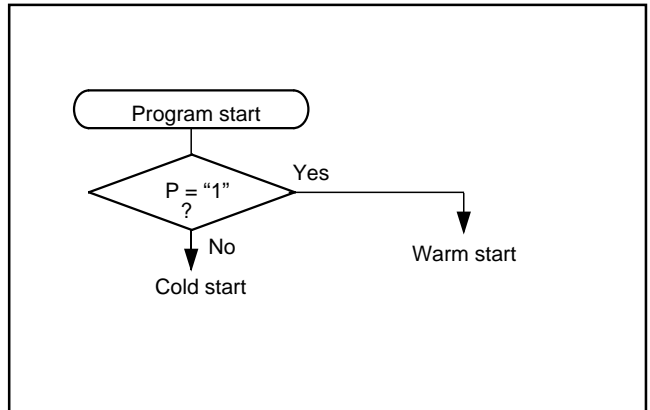 Program start
Yes
P = “1”
?
No
Warm start
Cold start